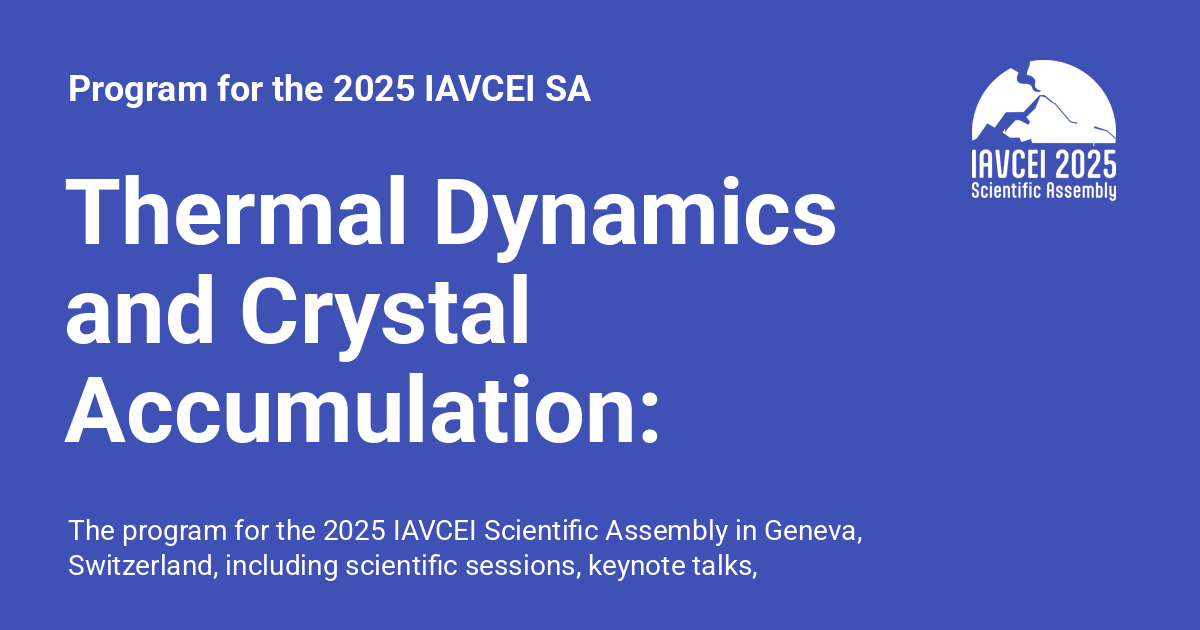 Program for the 2025 IAVCEI SA
IAVCEI 2025
Scientific Assembly
Thermal Dynamics
and Crystal
Accumulation:
The program for the 2025 IAVCEI Scientific Assembly in Geneva,
Switzerland, including scientific sessions, keynote talks,